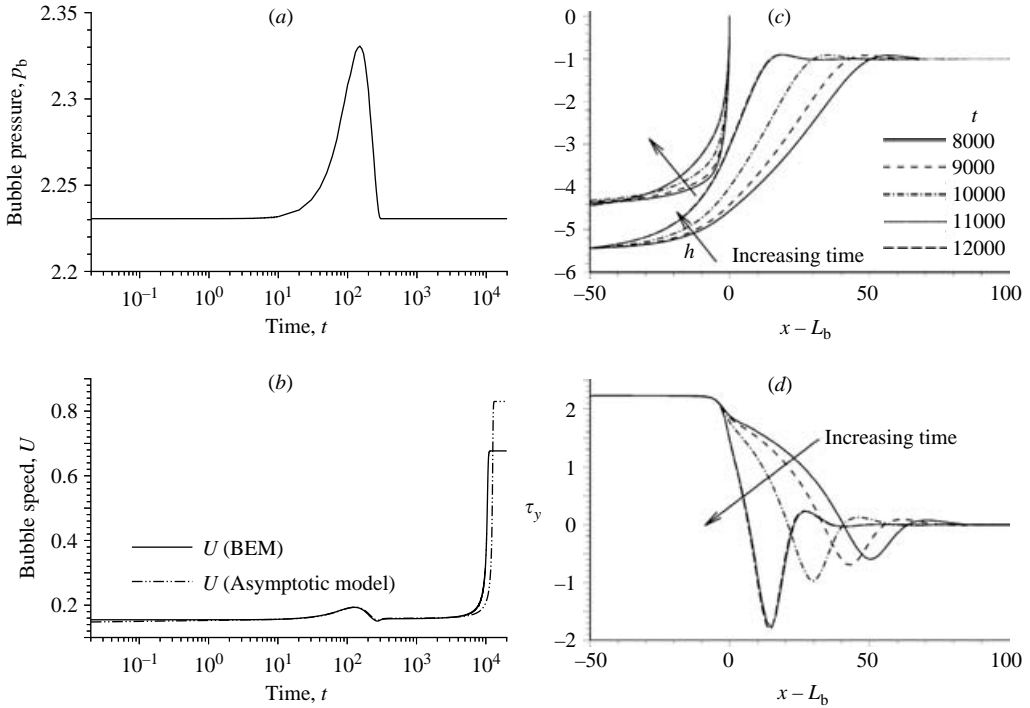 (a)
2.35
2.3
2.23
2.2
Bubble pressure, p_b
10^{-1} 10^0 10^1 10^2 10^3 10^4
Time, t
(b)
0.8
0.6
0.4
0.2
Bubble speed, U
U (BEM)
U (Asymptotic model)
10^{-1} 10^0 10^1 10^2 10^3 10^4
Time, t
(c)
0
–1
–2
–3
–4
–5
–6
t
8000
9000
10000
11000
12000
h
Increasing time
–50 0 50 100
x – L_b
(d)
2
1
0
–1
–2
τ_y
Increasing time
–50 0 50 100
x – L_b